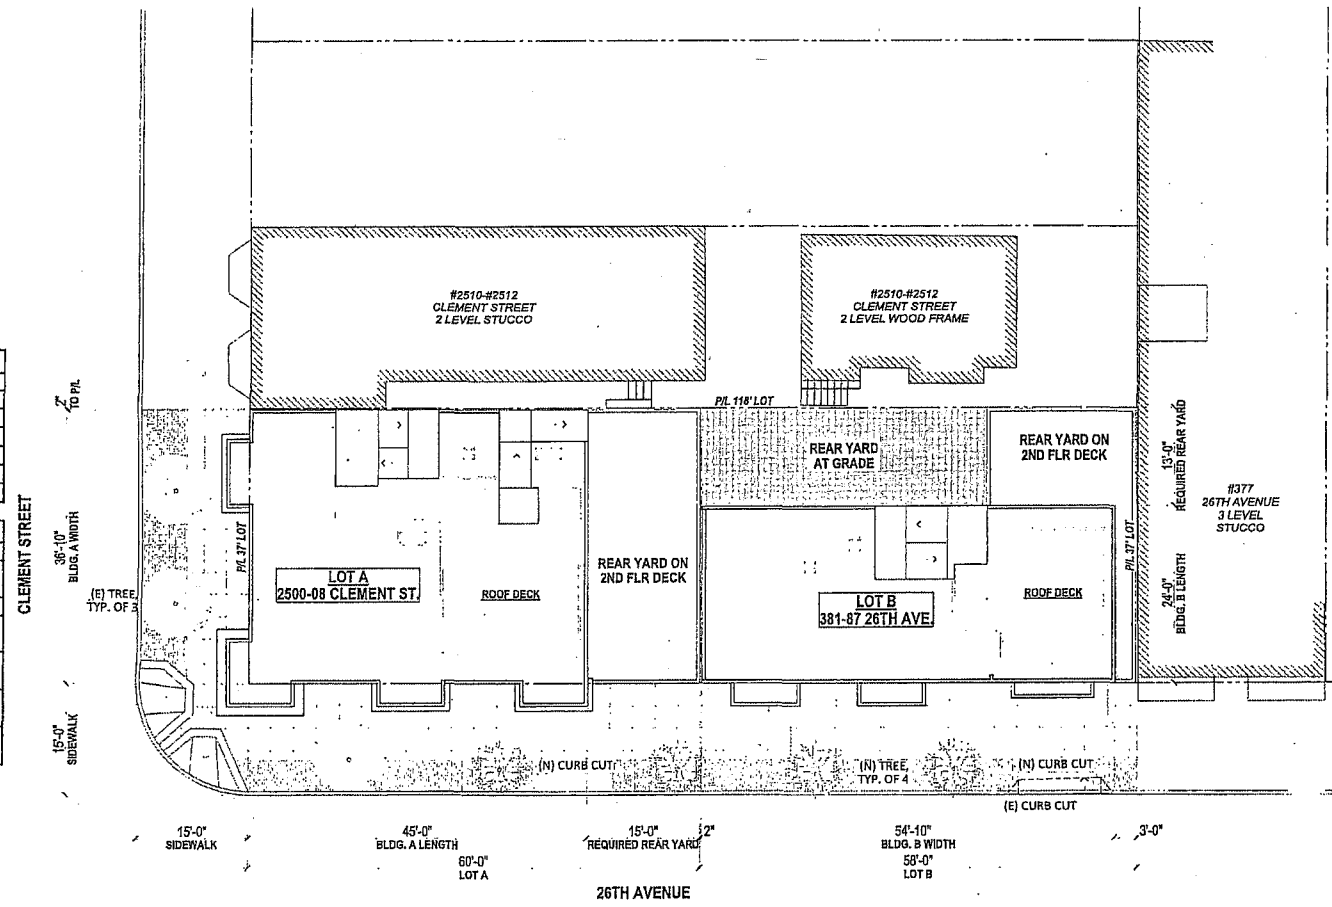 #2510-#2512
CLEMENT STREET
2 LEVEL STUCCO
#2510-#2512
CLEMENT STREET
2 LEVEL WOOD FRAME
#377
26TH AVENUE
3 LEVEL
STUCCO
P/L 118' LOT
2"
TO P/L
REAR YARD
AT GRADE
REAR YARD ON
2ND FLR DECK
13'-0"
REQUIRED REAR YARD
CLEMENT STREET
36'-10"
BLDG. A WIDTH
P/L 37' LOT
(E) TREE,
TYP. OF 3
LOT A
2500-08 CLEMENT ST.
ROOF DECK
REAR YARD ON
2ND FLR DECK
LOT B
381-87 26TH AVE.
ROOF DECK
P/L 37' LOT
24'-0"
BLDG. B LENGTH
15'-0"
SIDEWALK
(N) CURB CUT
(N) TREE,
TYP. OF 4
(N) CURB CUT
(E) CURB CUT
15'-0"
SIDEWALK
45'-0"
BLDG. A LENGTH
15'-0"
REQUIRED REAR YARD
2"
54'-10"
BLDG. B WIDTH
3'-0"
60'-0"
LOT A
58'-0"
LOT B
26TH AVENUE